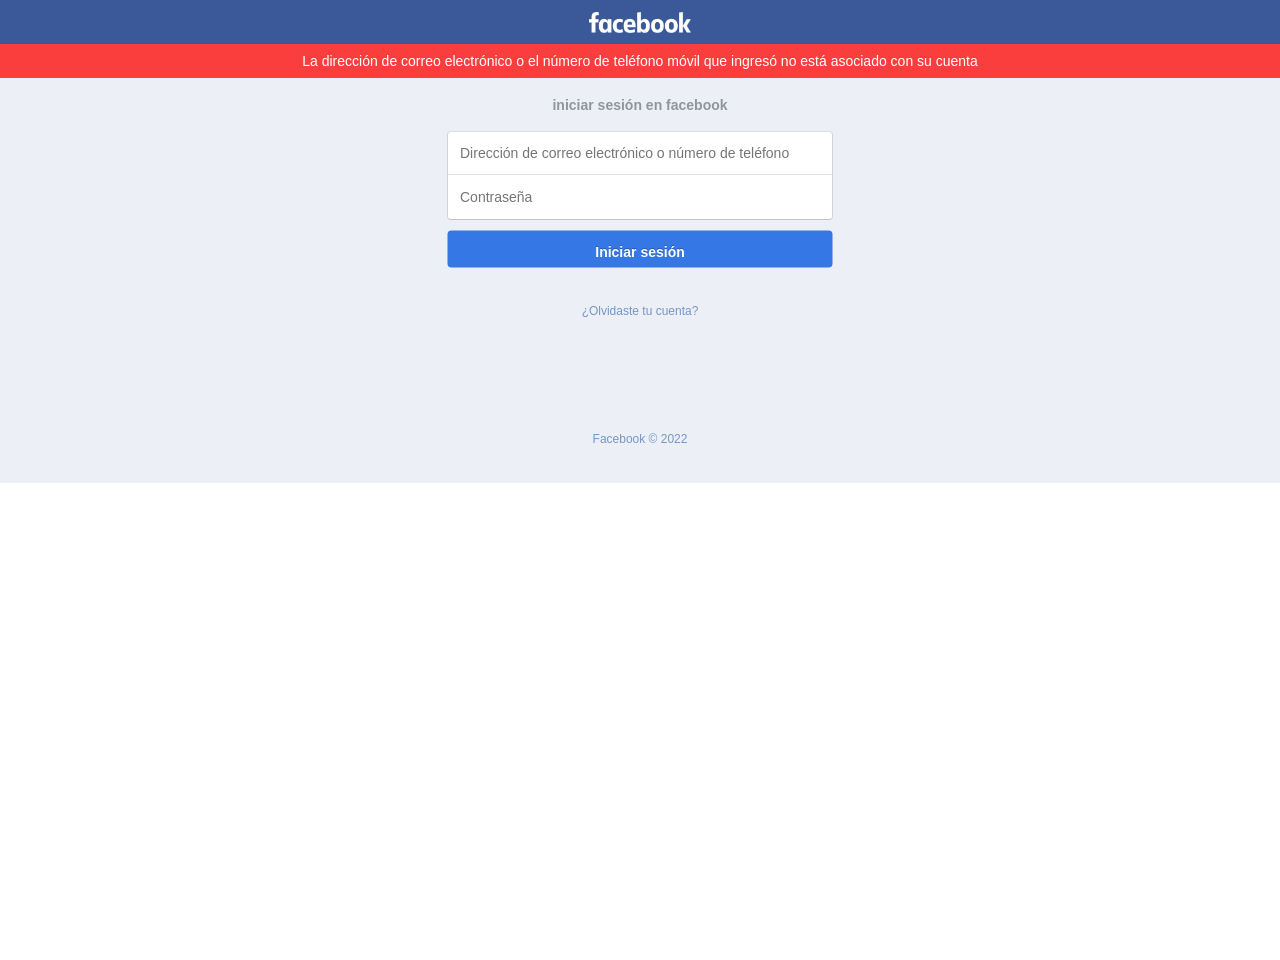 facebook
La dirección de correo electrónico o el número de teléfono móvil que ingresó no está asociado con su cuenta
iniciar sesión en facebook
Dirección de correo electrónico o número de teléfono
Contraseña
Iniciar sesión
¿Olvidaste tu cuenta?
Facebook © 2022